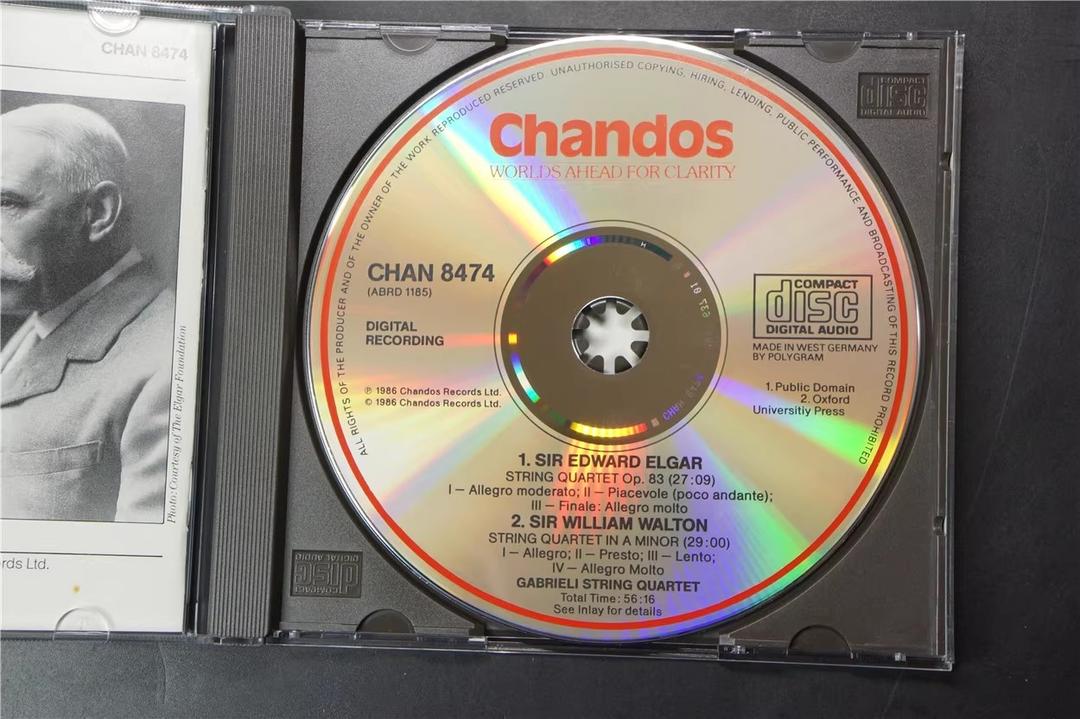 CHAN 8474
Photo: Courtesy of The Elgar Foundation
rds Ltd.
ALL RIGHTS OF THE PRODUCER AND OF THE OWNER OF THE WORK REPRODUCED RESERVED. UNAUTHORISED COPYING, HIRING, LENDING, PUBLIC PERFORMANCE AND BROADCASTING OF THIS RECORD PROHIBITED
Chandos
WORLDS AHEAD FOR CLARITY
CHAN 8474
(ABRD 1185)
DIGITAL
RECORDING
℗ 1986 Chandos Records Ltd.
© 1986 Chandos Records Ltd.
COMPACT
disc
DIGITAL AUDIO
MADE IN WEST GERMANY
BY POLYGRAM
1. Public Domain
2. Oxford
Universitiy Press
1. SIR EDWARD ELGAR
STRING QUARTET Op. 83 (27:09)
I – Allegro moderato; II – Piacevole (poco andante);
III – Finale: Allegro molto
2. SIR WILLIAM WALTON
STRING QUARTET IN A MINOR (29:00)
I – Allegro; II – Presto; III – Lento;
IV – Allegro Molto
GABRIELI STRING QUARTET
Total Time: 56:16
See Inlay for details
COMPACT
disc
DIGITAL AUDIO
COMPACT
disc
DIGITAL AUDIO